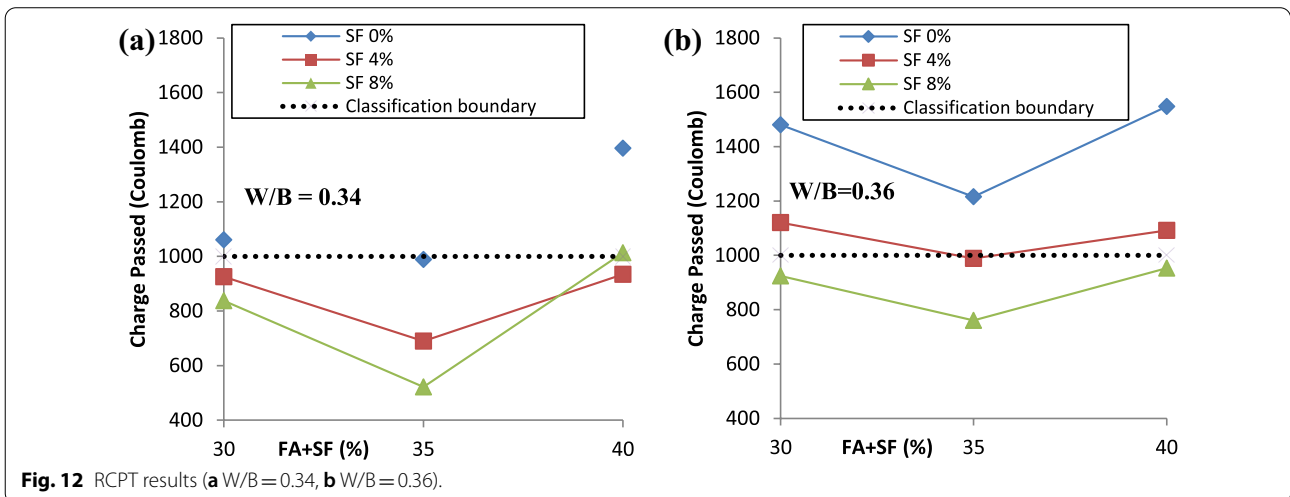 (a)
SF 0%
SF 4%
SF 8%
Classification boundary
1800
1600
1400
1200
1000
800
600
400
Charge Passed (Coulomb)
W/B = 0.34
30
35
40
FA+SF (%)
(b)
SF 0%
SF 4%
SF 8%
Classification boundary
1800
1600
1400
1200
1000
800
600
400
Charge Passed (Coulomb)
W/B=0.36
30
35
40
FA+SF (%)
Fig. 12 RCPT results (a W/B = 0.34, b W/B = 0.36).